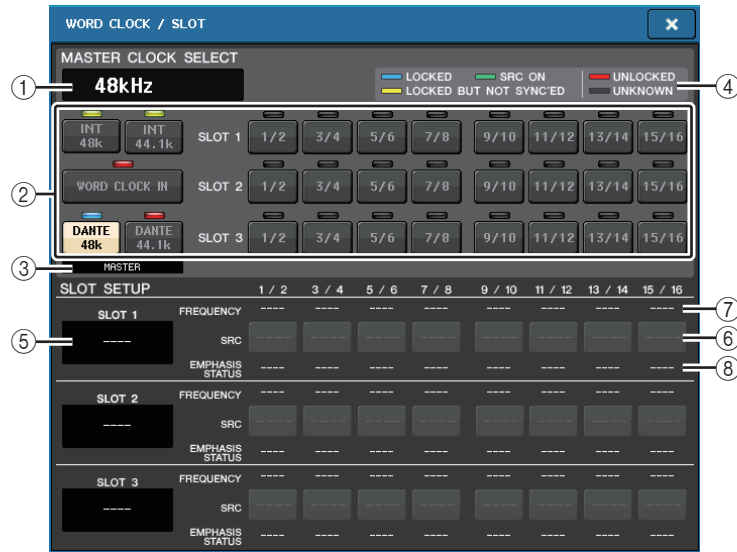 WORD CLOCK / SLOT
×
MASTER CLOCK SELECT
① 48kHz
LOCKED SRC ON UNLOCKED
LOCKED BUT NOT SYNC'ED UNKNOWN ④
②
INT 48k INT 44.1k SLOT 1 1/2 3/4 5/6 7/8 9/10 11/12 13/14 15/16
WORD CLOCK IN SLOT 2 1/2 3/4 5/6 7/8 9/10 11/12 13/14 15/16
DANTE 48k DANTE 44.1k SLOT 3 1/2 3/4 5/6 7/8 9/10 11/12 13/14 15/16
③ MASTER
SLOT SETUP 1 / 2 3 / 4 5 / 6 7 / 8 9 / 10 11 / 12 13 / 14 15 / 16
SLOT 1 FREQUENCY ---- ---- ---- ---- ---- ---- ---- ---- ⑦
⑤ ---- SRC ---- ---- ---- ---- ---- ---- ---- ---- ⑥
EMPHASIS STATUS ---- ---- ---- ---- ---- ---- ---- ---- ⑧
SLOT 2 FREQUENCY ---- ---- ---- ---- ---- ---- ---- ----
---- SRC ---- ---- ---- ---- ---- ---- ---- ----
EMPHASIS STATUS ---- ---- ---- ---- ---- ---- ---- ----
SLOT 3 FREQUENCY ---- ---- ---- ---- ---- ---- ---- ----
---- SRC ---- ---- ---- ---- ---- ---- ---- ----
EMPHASIS STATUS ---- ---- ---- ---- ---- ---- ---- ----